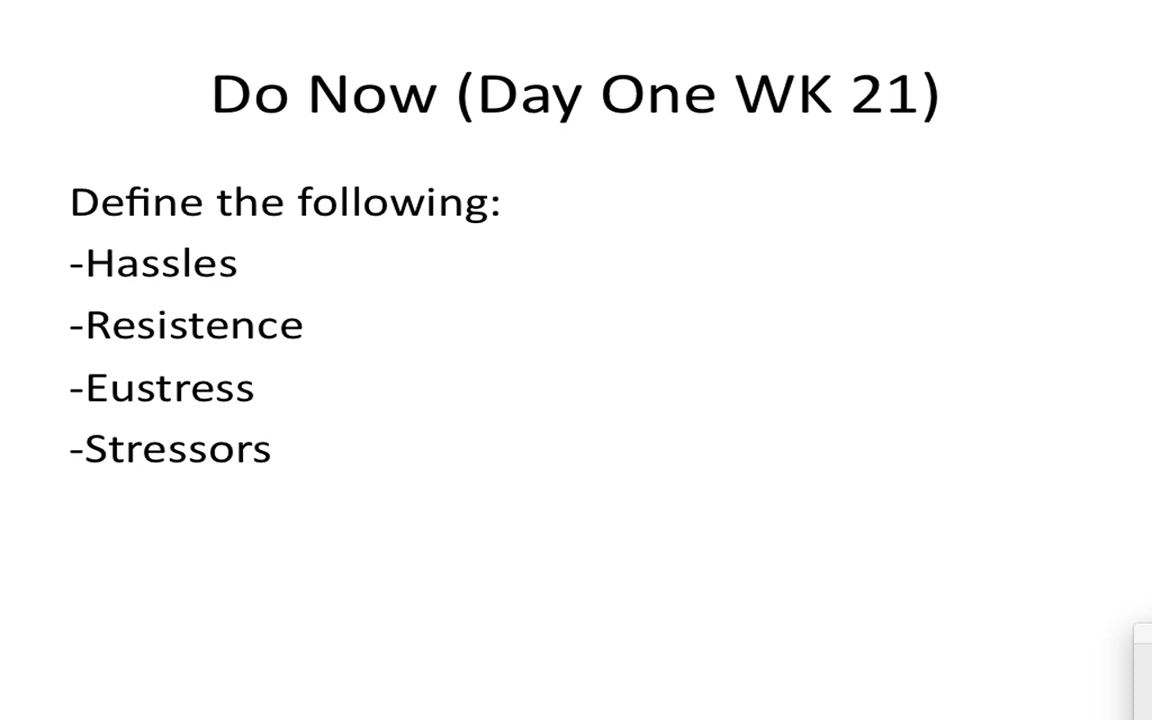 Do Now (Day One WK 21)
Define the following:
-Hassles
-Resistence
-Eustress
-Stressors